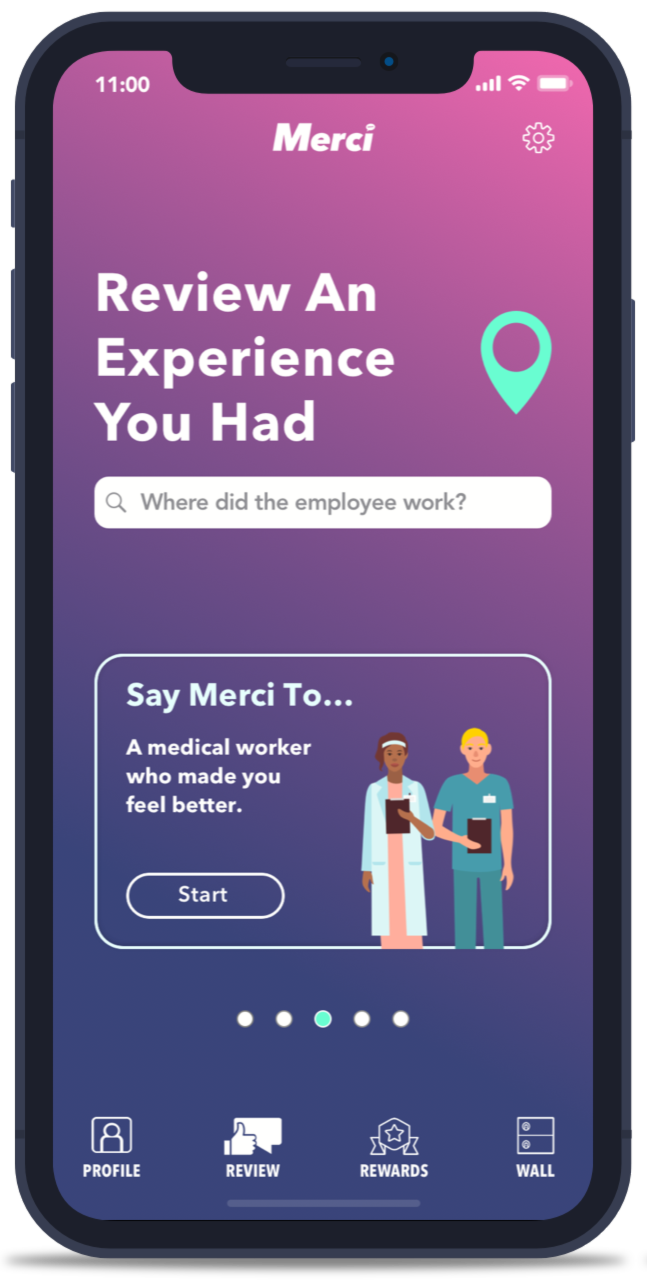 11:00
Merci
Review An
Experience
You Had
Where did the employee work?
Say Merci To...
A medical worker
who made you
feel better.
Start
PROFILE
REVIEW
REWARDS
WALL